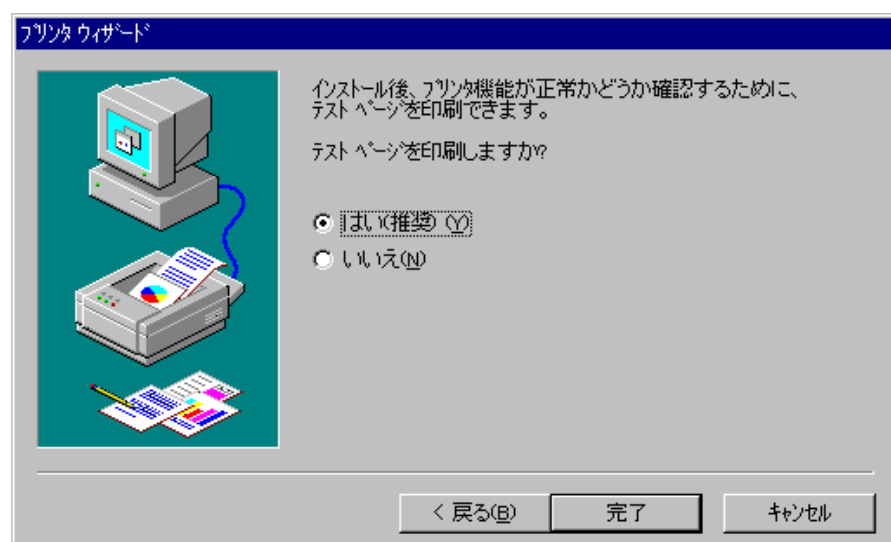 プリンタ ウィザード
インストール後、プリンタ機能が正常かどうか確認するために、
テスト ページを印刷できます。
テスト ページを印刷しますか?
はい(推奨) (Y)
いいえ(N)
< 戻る(B)
完了
キャンセル